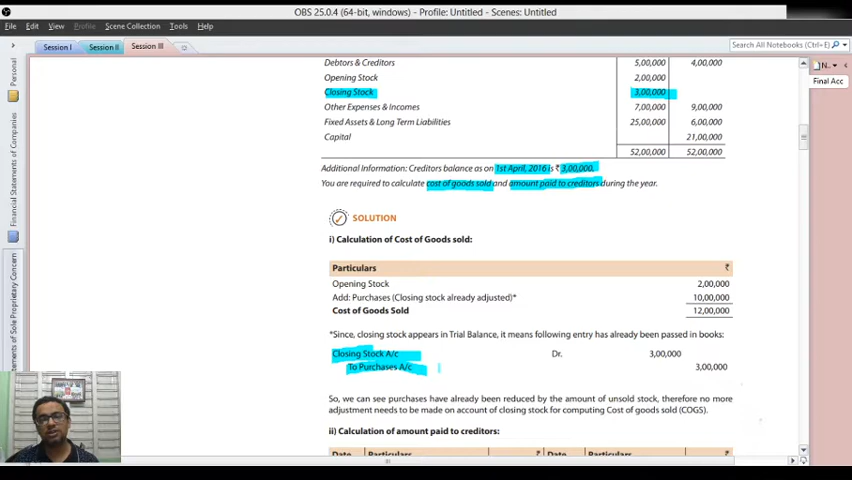 OBS 25.0.4 (64-bit, windows) - Profile: Untitled - Scenes: Untitled
File Edit View Profile Scene Collection Tools Help
Session I Session II Session III
Search All Notebooks (Ctrl+E)
Personal
Financial Statements of Companies
tements of Sole Proprietary Concern
N..
Final Acc
Debtors & Creditors 5,00,000 4,00,000
Opening Stock 2,00,000
Closing Stock 3,00,000
Other Expenses & Incomes 7,00,000 9,00,000
Fixed Assets & Long Term Liabilities 25,00,000 6,00,000
Capital 21,00,000
52,00,000 52,00,000
Additional Information: Creditors balance as on 1st April, 2016 is ₹ 3,00,000.
You are required to calculate cost of goods sold and amount paid to creditors during the year.
SOLUTION
i) Calculation of Cost of Goods sold:
Particulars ₹
Opening Stock 2,00,000
Add: Purchases (Closing stock already adjusted)* 10,00,000
Cost of Goods Sold 12,00,000
*Since, closing stock appears in Trial Balance, it means following entry has already been passed in books:
Closing Stock A/c Dr. 3,00,000
To Purchases A/c 3,00,000
So, we can see purchases have already been reduced by the amount of unsold stock, therefore no more
adjustment needs to be made on account of closing stock for computing Cost of goods sold (COGS).
ii) Calculation of amount paid to creditors:
Date Particulars ₹ Date Particulars ₹